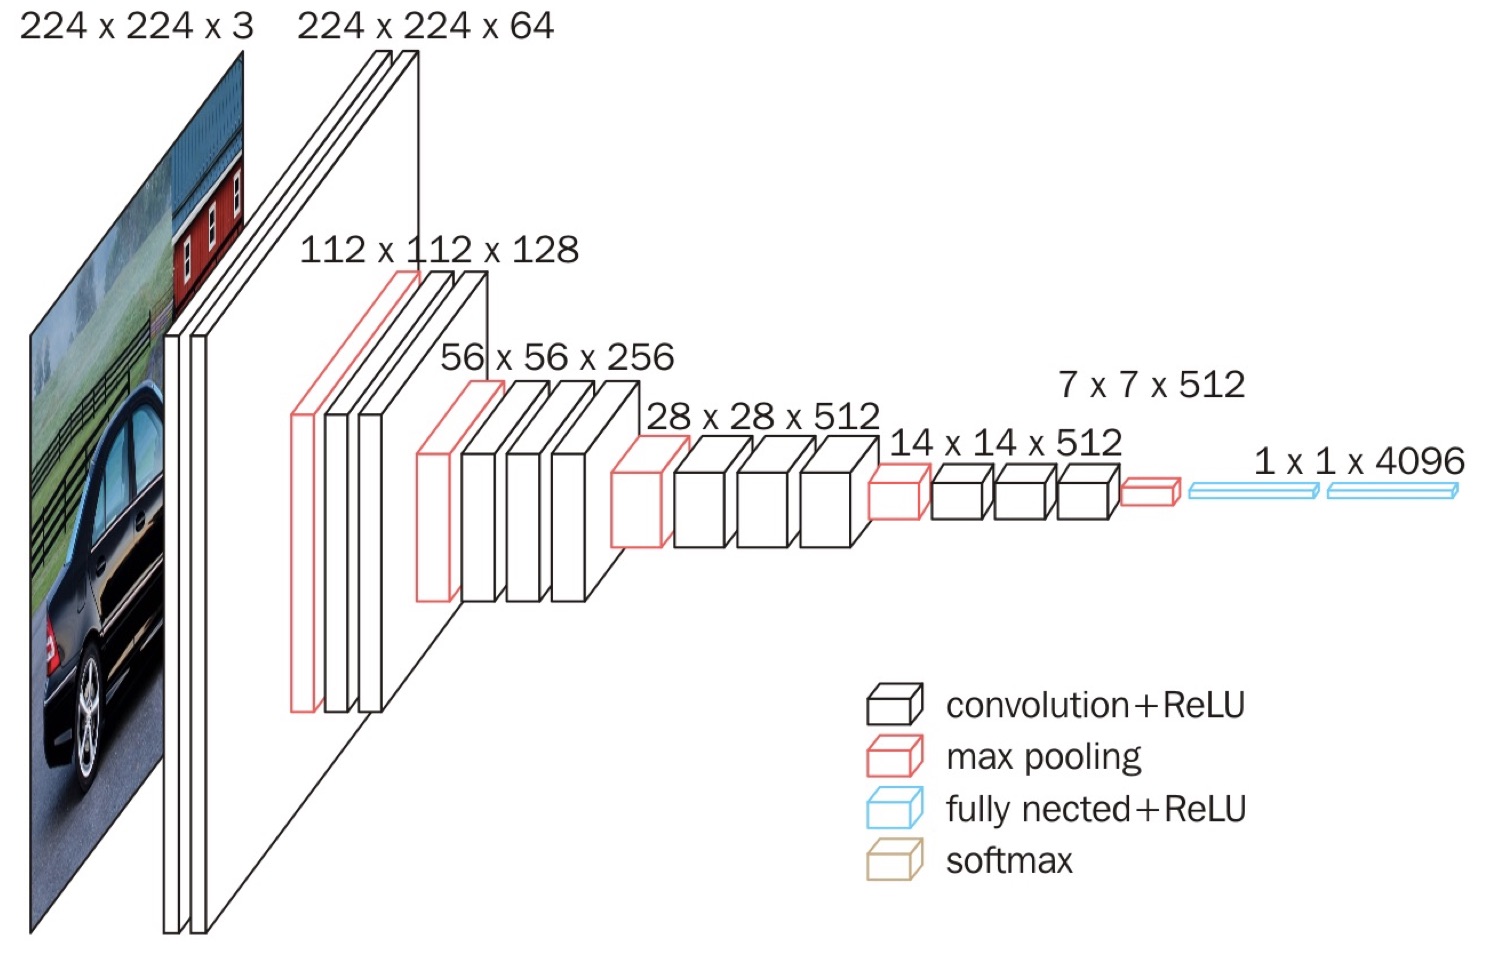 224 x 224 x 3
224 x 224 x 64
112 x 112 x 128
56 x 56 x 256
28 x 28 x 512
14 x 14 x 512
7 x 7 x 512
1 x 1 x 4096
convolution+ReLU
max pooling
fully nected+ReLU
softmax